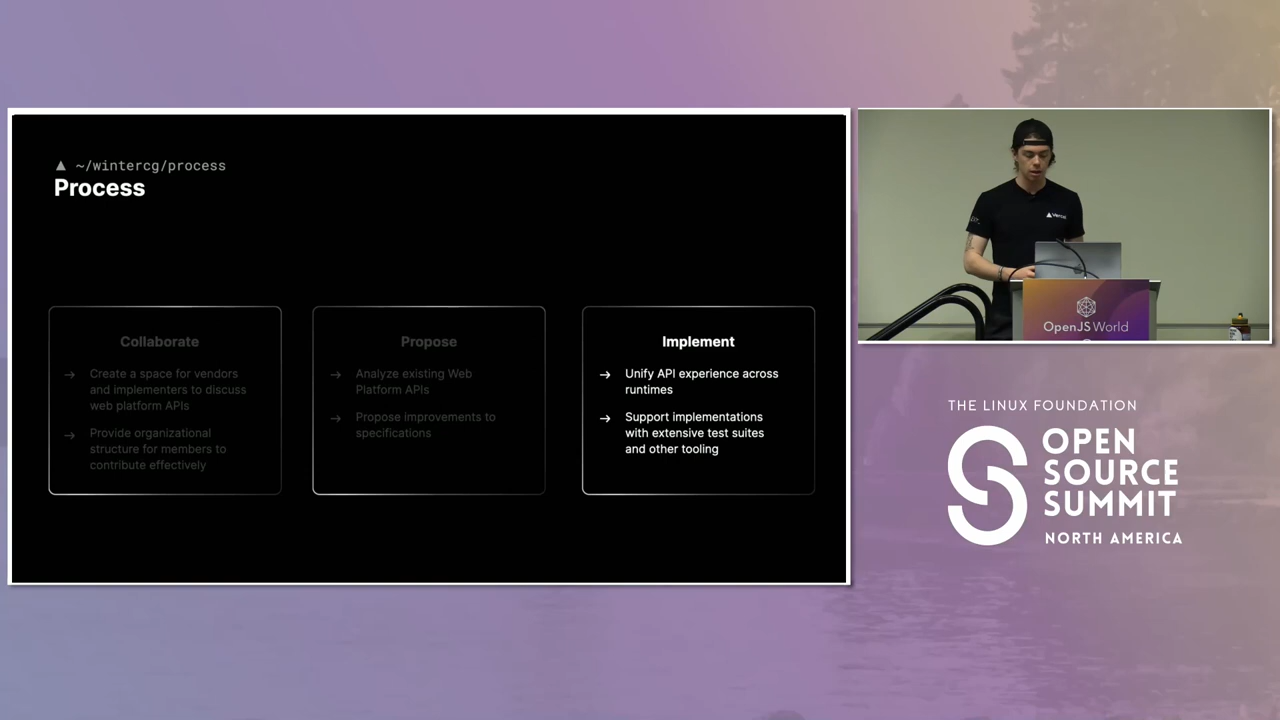 ▲ ~/wintercg/process
Process
Collaborate
→ Create a space for vendors
and implementers to discuss
web platform APIs
→ Provide organizational
structure for members to
contribute effectively
Propose
→ Analyze existing Web
Platform APIs
→ Propose improvements to
specifications
Implement
→ Unify API experience across
runtimes
→ Support implementations
with extensive test suites
and other tooling
Vercel
OpenJS World
THE LINUX FOUNDATION
OPEN
SOURCE
SUMMIT
NORTH AMERICA